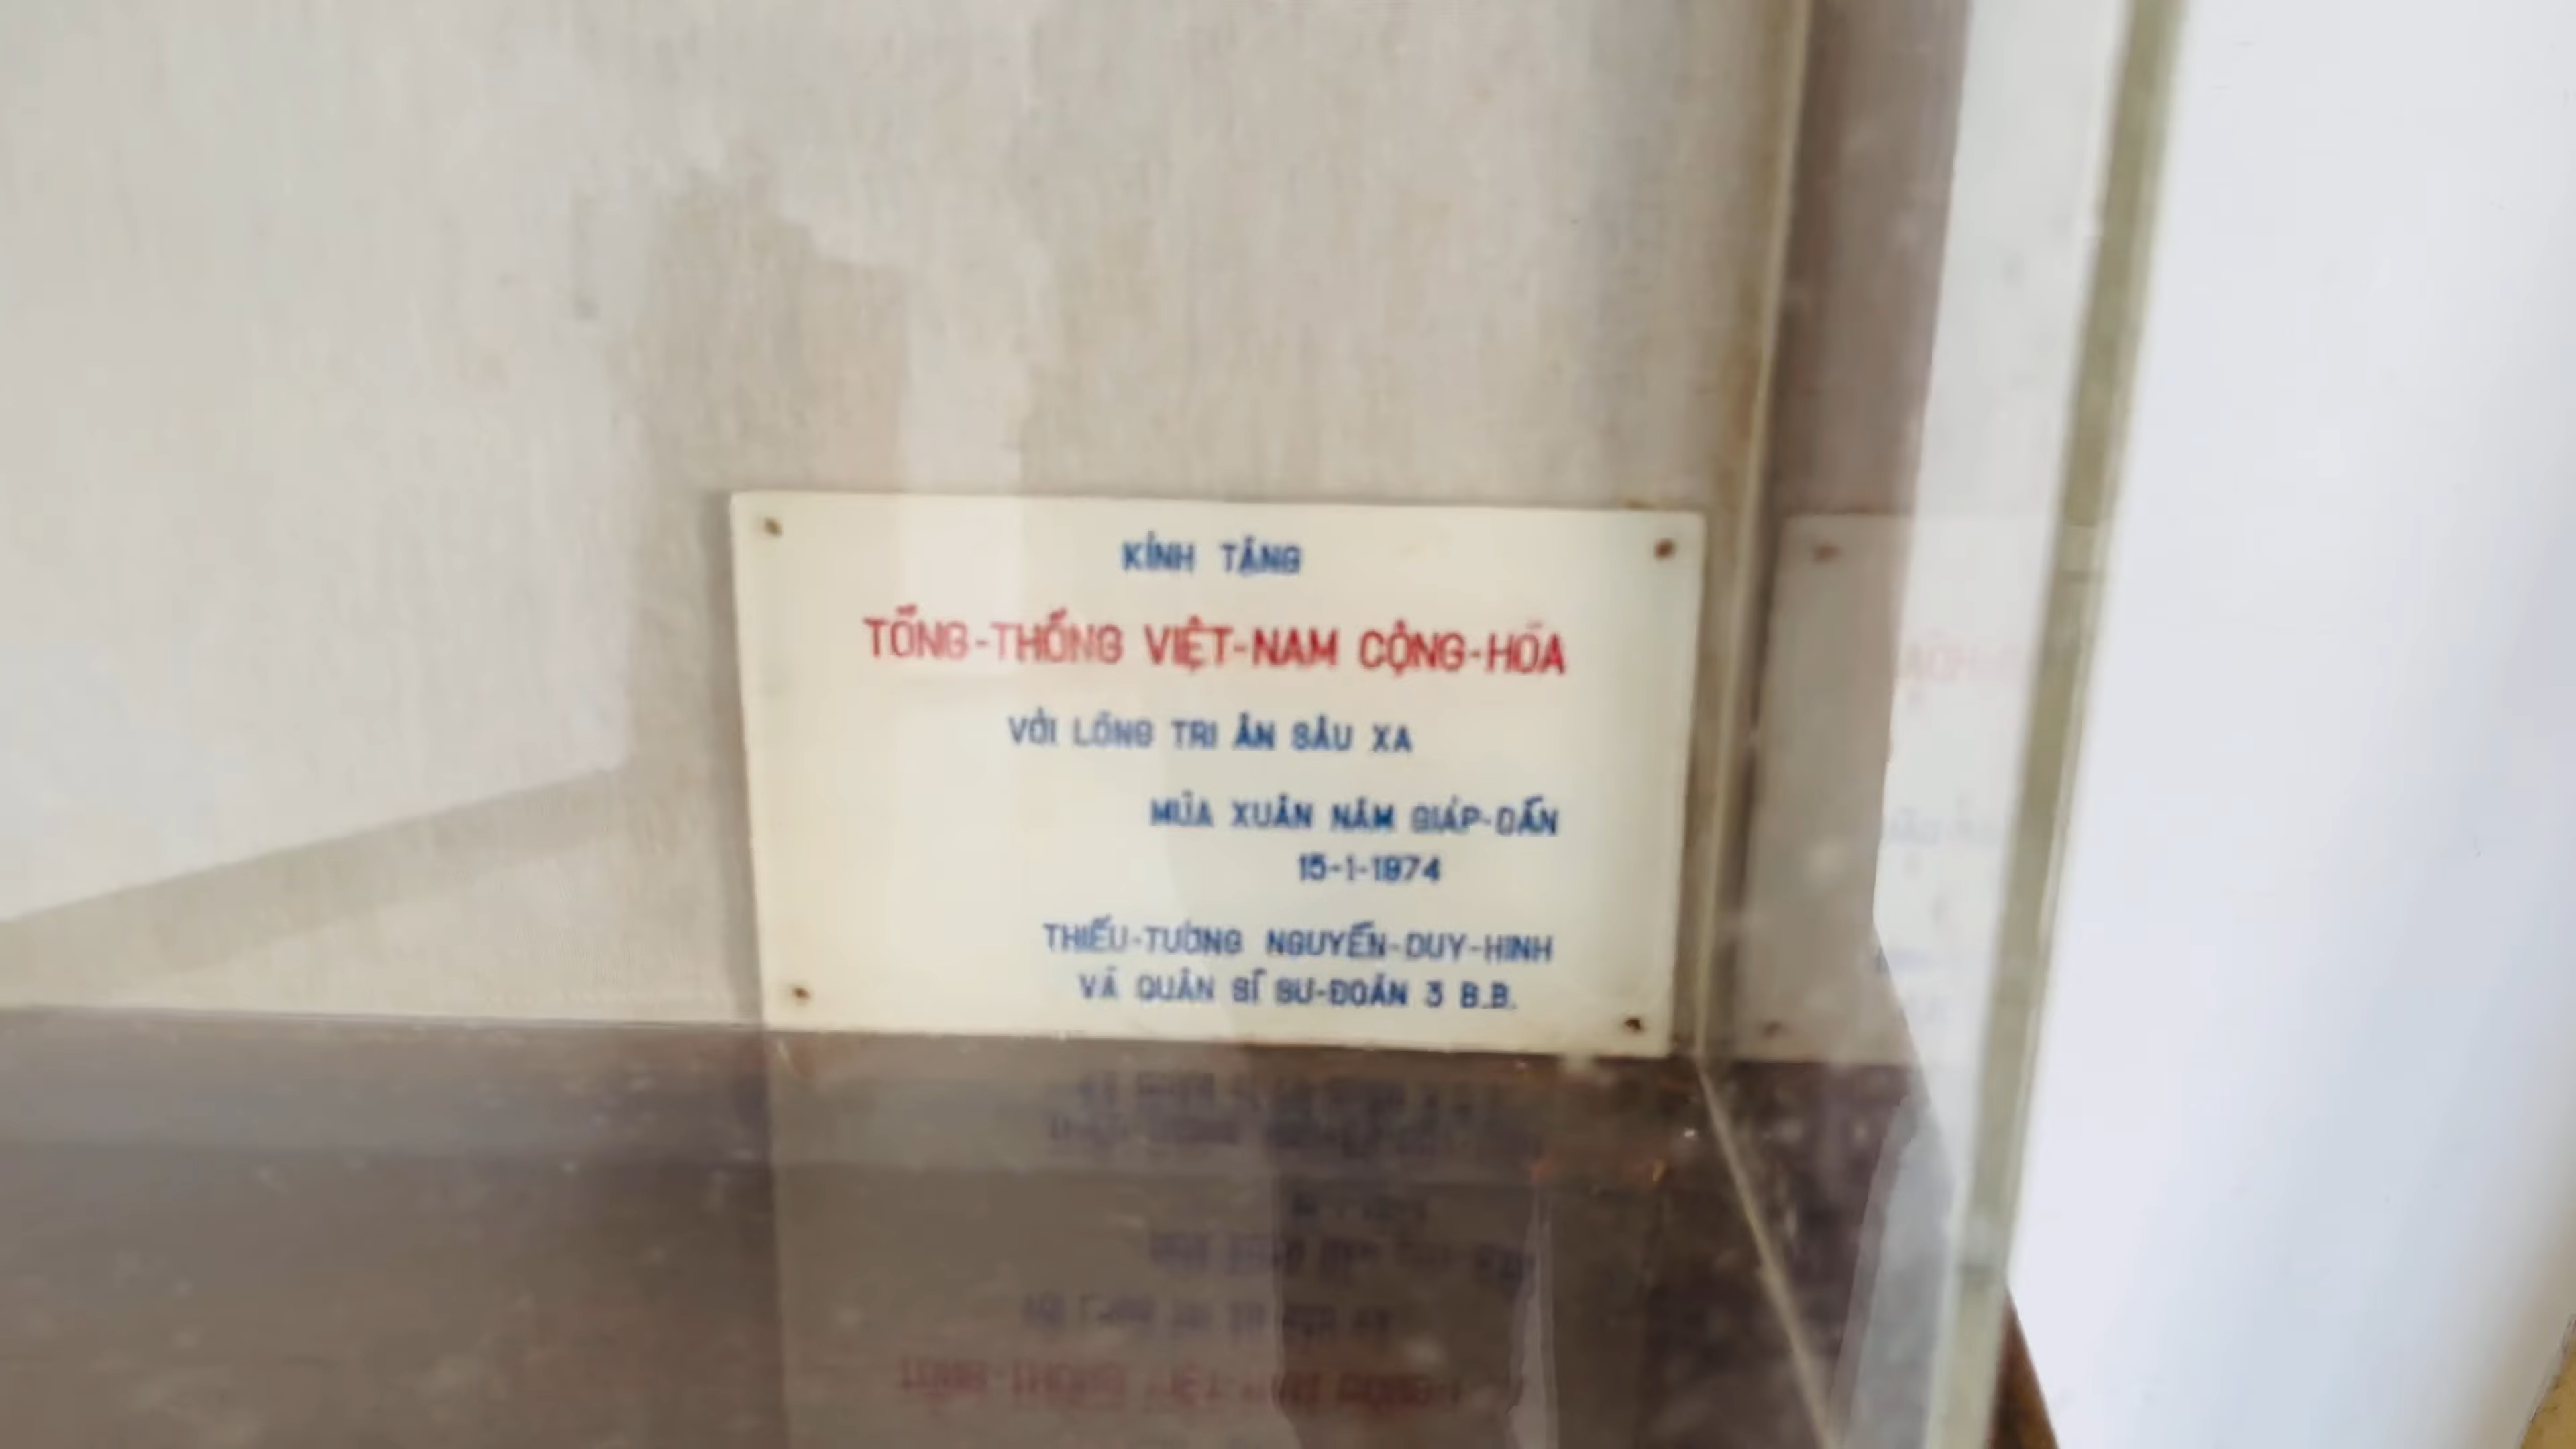 KÍNH TẶNG
TỔNG-THỐNG VIỆT-NAM CỘNG-HÒA
VỚI LÒNG TRI ÂN SÂU XA
MÙA XUÂN NĂM GIÁP-DẦN
15-1-1974
THIẾU-TƯỚNG NGUYỄN-DUY-HINH
VÀ QUÂN SĨ SƯ-ĐOÀN 3 B.B.